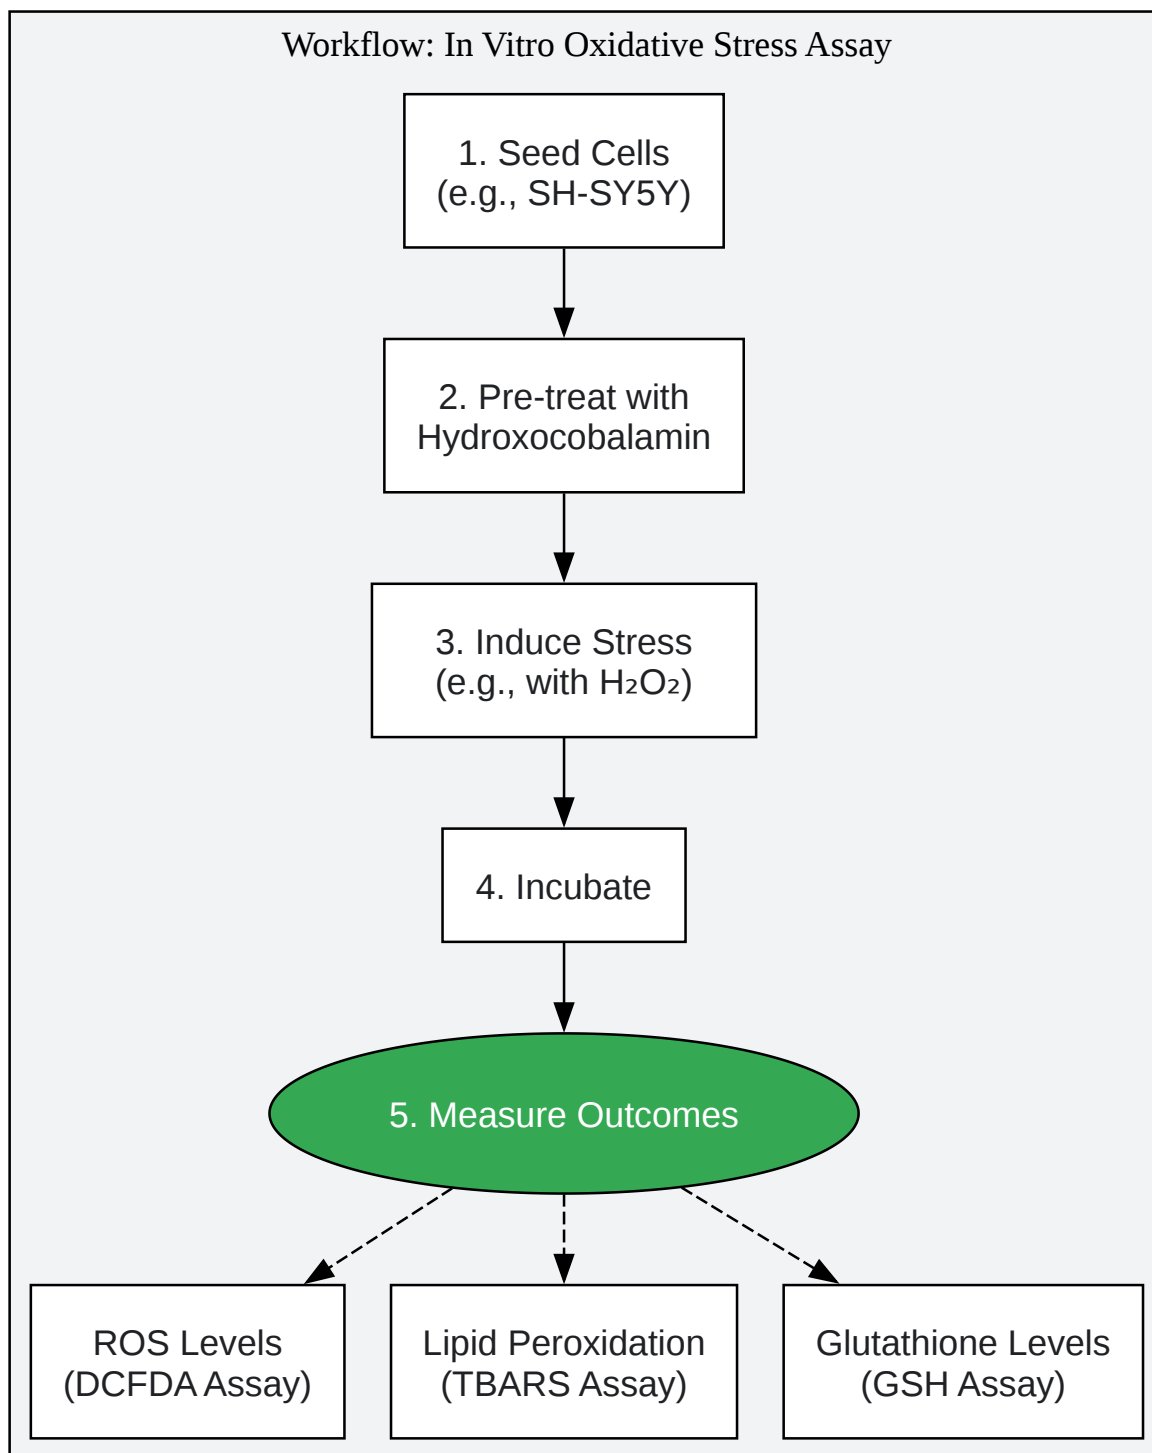 Workflow: In Vitro Oxidative Stress Assay
1. Seed Cells
(e.g., SH-SY5Y)
2. Pre-treat with
Hydroxocobalamin
3. Induce Stress
(e.g., with H₂O₂)
4. Incubate
5. Measure Outcomes
ROS Levels
(DCFDA Assay)
Lipid Peroxidation
(TBARS Assay)
Glutathione Levels
(GSH Assay)